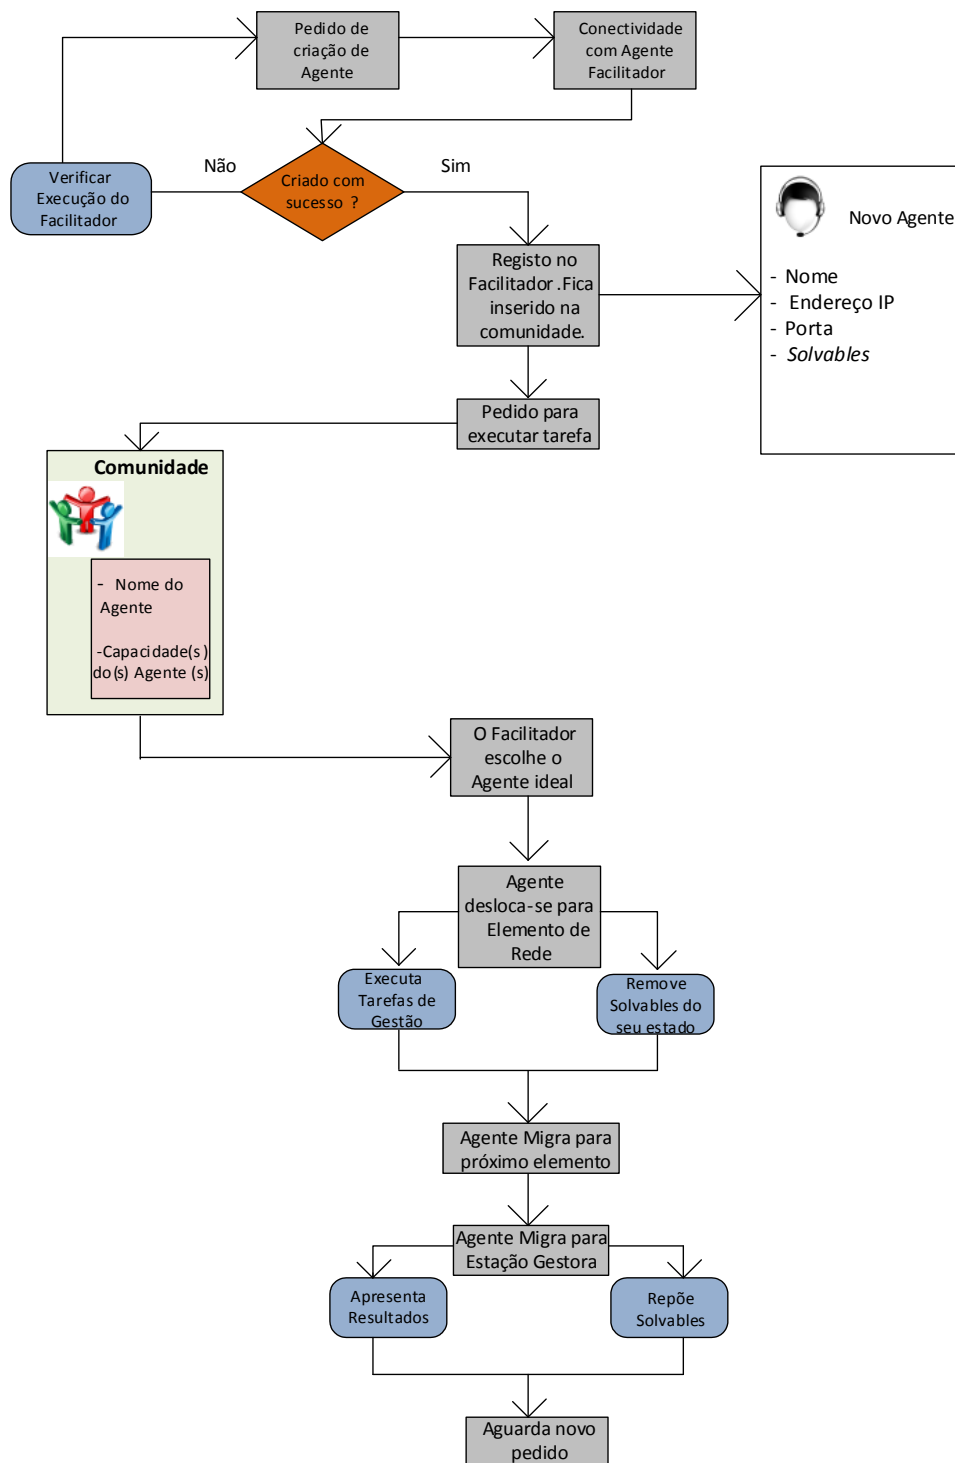 Pedido de
criação de
Agente
Conectividade
com Agente
Facilitador
Verificar
Execução do
Facilitador
Não
Criado com
sucesso ?
Sim
Registo no
Facilitador .Fica
inserido na
comunidade.
Novo Agente
- Nome
- Endereço IP
- Porta
- Solvables
Pedido para
executar tarefa
Comunidade
- Nome do
Agente
-Capacidade(s)
do(s) Agente (s)
O Facilitador
escolhe o
Agente ideal
Agente
desloca-se para
Elemento de
Rede
Executa
Tarefas de
Gestão
Remove
Solvables do
seu estado
Agente Migra para
próximo elemento
Agente Migra para
Estação Gestora
Apresenta
Resultados
Repõe
Solvables
Aguarda novo
pedido